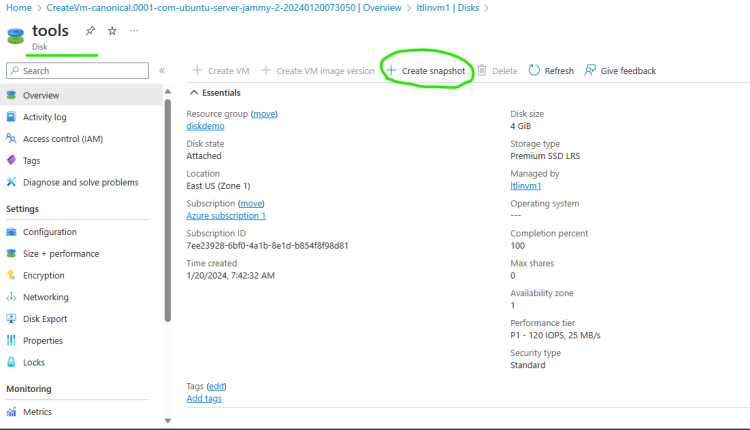 Home > CreateVm-canonical.0001-com-ubuntu-server-jammy-2-20240120073050 | Overview > ltlinvm1 | Disks >
tools
Disk
Search
Create VM Create VM image version Create snapshot Delete Refresh Give feedback
Overview
Activity log
Access control (IAM)
Tags
Diagnose and solve problems
Settings
Configuration
Size + performance
Encryption
Networking
Disk Export
Properties
Locks
Monitoring
Metrics
Essentials
Resource group (move)
diskdemo
Disk state
Attached
Location
East US (Zone 1)
Subscription (move)
Azure subscription 1
Subscription ID
7ee23928-6bf0-4a1b-8e1d-b854f8f98d81
Time created
1/20/2024, 7:42:32 AM
Disk size
4 GiB
Storage type
Premium SSD LRS
Managed by
ltlinvm1
Operating system
---
Completion percent
100
Max shares
0
Availability zone
1
Performance tier
P1 - 120 IOPS, 25 MB/s
Security type
Standard
Tags (edit)
Add tags